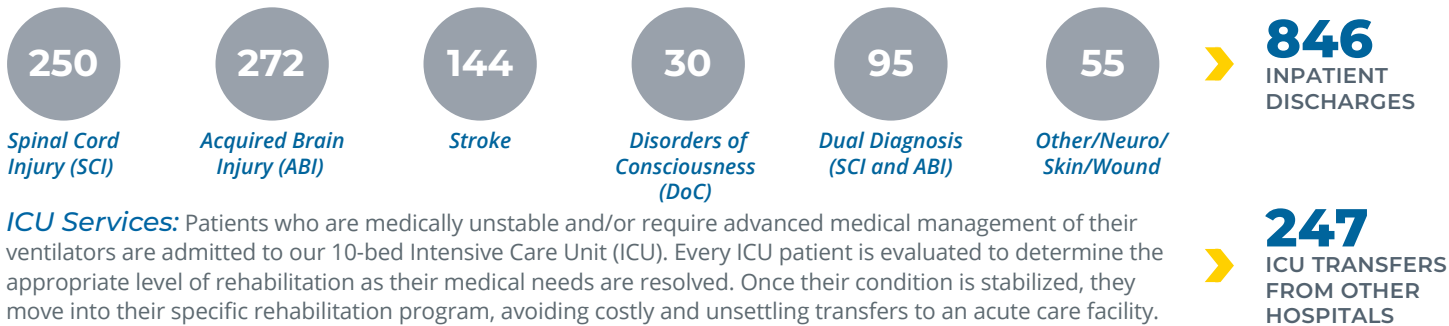 250
272
144
30
95
55
846
INPATIENT
DISCHARGES
Spinal Cord
Injury (SCI)
Acquired Brain
Injury (ABI)
Stroke
Disorders of
Consciousness
(DoC)
Dual Diagnosis
(SCI and ABI)
Other/Neuro/
Skin/Wound
ICU Services: Patients who are medically unstable and/or require advanced medical management of their
ventilators are admitted to our 10-bed Intensive Care Unit (ICU). Every ICU patient is evaluated to determine the
appropriate level of rehabilitation as their medical needs are resolved. Once their condition is stabilized, they
move into their specific rehabilitation program, avoiding costly and unsettling transfers to an acute care facility.
247
ICU TRANSFERS
FROM OTHER
HOSPITALS